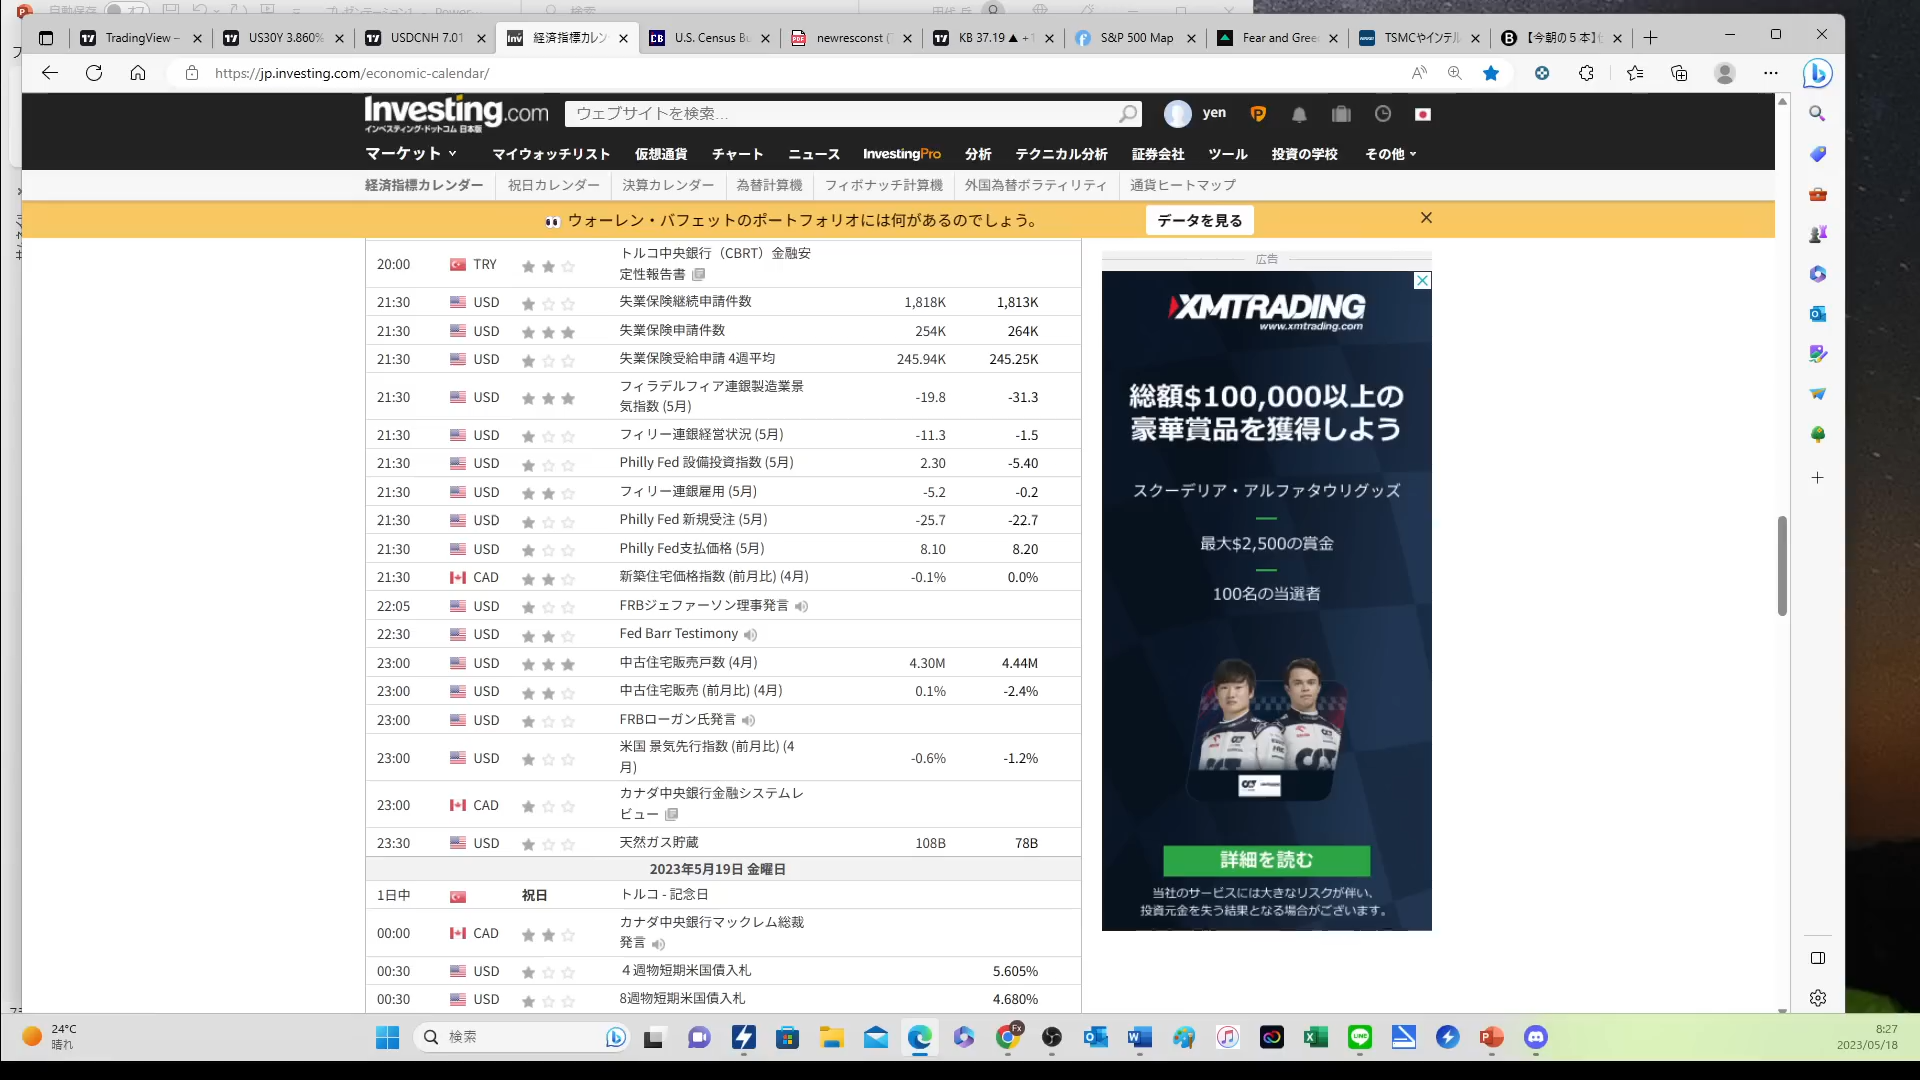 TradingView –
US30Y 3.860%
USDCNH 7.01
経済指標カレン
U.S. Census Bu
newresconst (
KB 37.19 ▲ +1
S&P 500 Map
Fear and Gree
TSMCやインテル
【今朝の5本】
https://jp.investing.com/economic-calendar/
Investing.com
インベスティング・ドットコム 日本版
ウェブサイトを検索...
yen
マーケット マイウォッチリスト 仮想通貨 チャート ニュース InvestingPro 分析 テクニカル分析 証券会社 ツール 投資の学校 その他
経済指標カレンダー 祝日カレンダー 決算カレンダー 為替計算機 フィボナッチ計算機 外国為替ボラティリティ 通貨ヒートマップ
ウォーレン・バフェットのポートフォリオには何があるのでしょう。 データを見る
20:00 TRY トルコ中央銀行（CBRT）金融安
定性報告書
21:30 USD 失業保険継続申請件数 1,818K 1,813K
21:30 USD 失業保険申請件数 254K 264K
21:30 USD 失業保険受給申請 4週平均 245.94K 245.25K
21:30 USD フィラデルフィア連銀製造業景 -19.8 -31.3
気指数 (5月)
21:30 USD フィリー連銀経営状況 (5月) -11.3 -1.5
21:30 USD Philly Fed 設備投資指数 (5月) 2.30 -5.40
21:30 USD フィリー連銀雇用 (5月) -5.2 -0.2
21:30 USD Philly Fed 新規受注 (5月) -25.7 -22.7
21:30 USD Philly Fed支払価格 (5月) 8.10 8.20
21:30 CAD 新築住宅価格指数 (前月比) (4月) -0.1% 0.0%
22:05 USD FRBジェファーソン理事発言
22:30 USD Fed Barr Testimony
23:00 USD 中古住宅販売戸数 (4月) 4.30M 4.44M
23:00 USD 中古住宅販売 (前月比) (4月) 0.1% -2.4%
23:00 USD FRBローガン氏発言
23:00 USD 米国 景気先行指数 (前月比) (4 -0.6% -1.2%
月)
23:00 CAD カナダ中央銀行金融システムレ
ビュー
23:30 USD 天然ガス貯蔵 108B 78B
2023年5月19日 金曜日
1日中 祝日 トルコ - 記念日
00:00 CAD カナダ中央銀行マックレム総裁
発言
00:30 USD ４週物短期米国債入札 5.605%
00:30 USD 8週物短期米国債入札 4.680%
広告
XMTRADING
www.xmtrading.com
総額$100,000以上の
豪華賞品を獲得しよう
スクーデリア・アルファタウリグッズ
最大$2,500の賞金
100名の当選者
詳細を読む
当社のサービスには大きなリスクが伴い、
投資元金を失う結果となる場合がございます。
24°C
晴れ
検索
8:27
2023/05/18